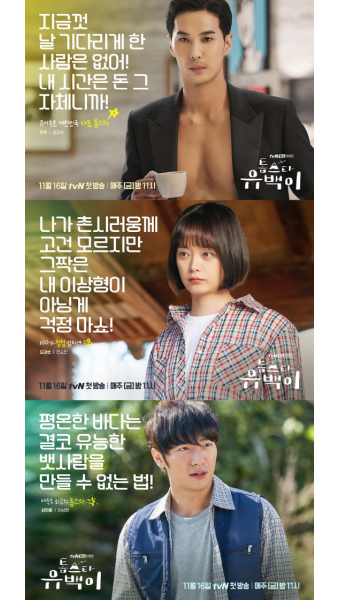 지금껏
날 기다리게 한
사람은 없어!
내 시간은 돈 그
자체니까!
11월 16일 tvN 첫 방송 | 매주 [금] 밤 11시
톱스타
유백이
나가 촌시러움께
고건 모르지만
그짝은
내 이상형이
아닝게
걱정 마쇼!
11월 16일 tvN 첫 방송 | 매주 [금] 밤 11시
톱스타
유백이
평온한 바다는
결코 유능한
뱃사람을
만들 수 없는 법!
톱스타
유백이
11월 16일 tvN 첫 방송 | 매주 [금] 밤 11시